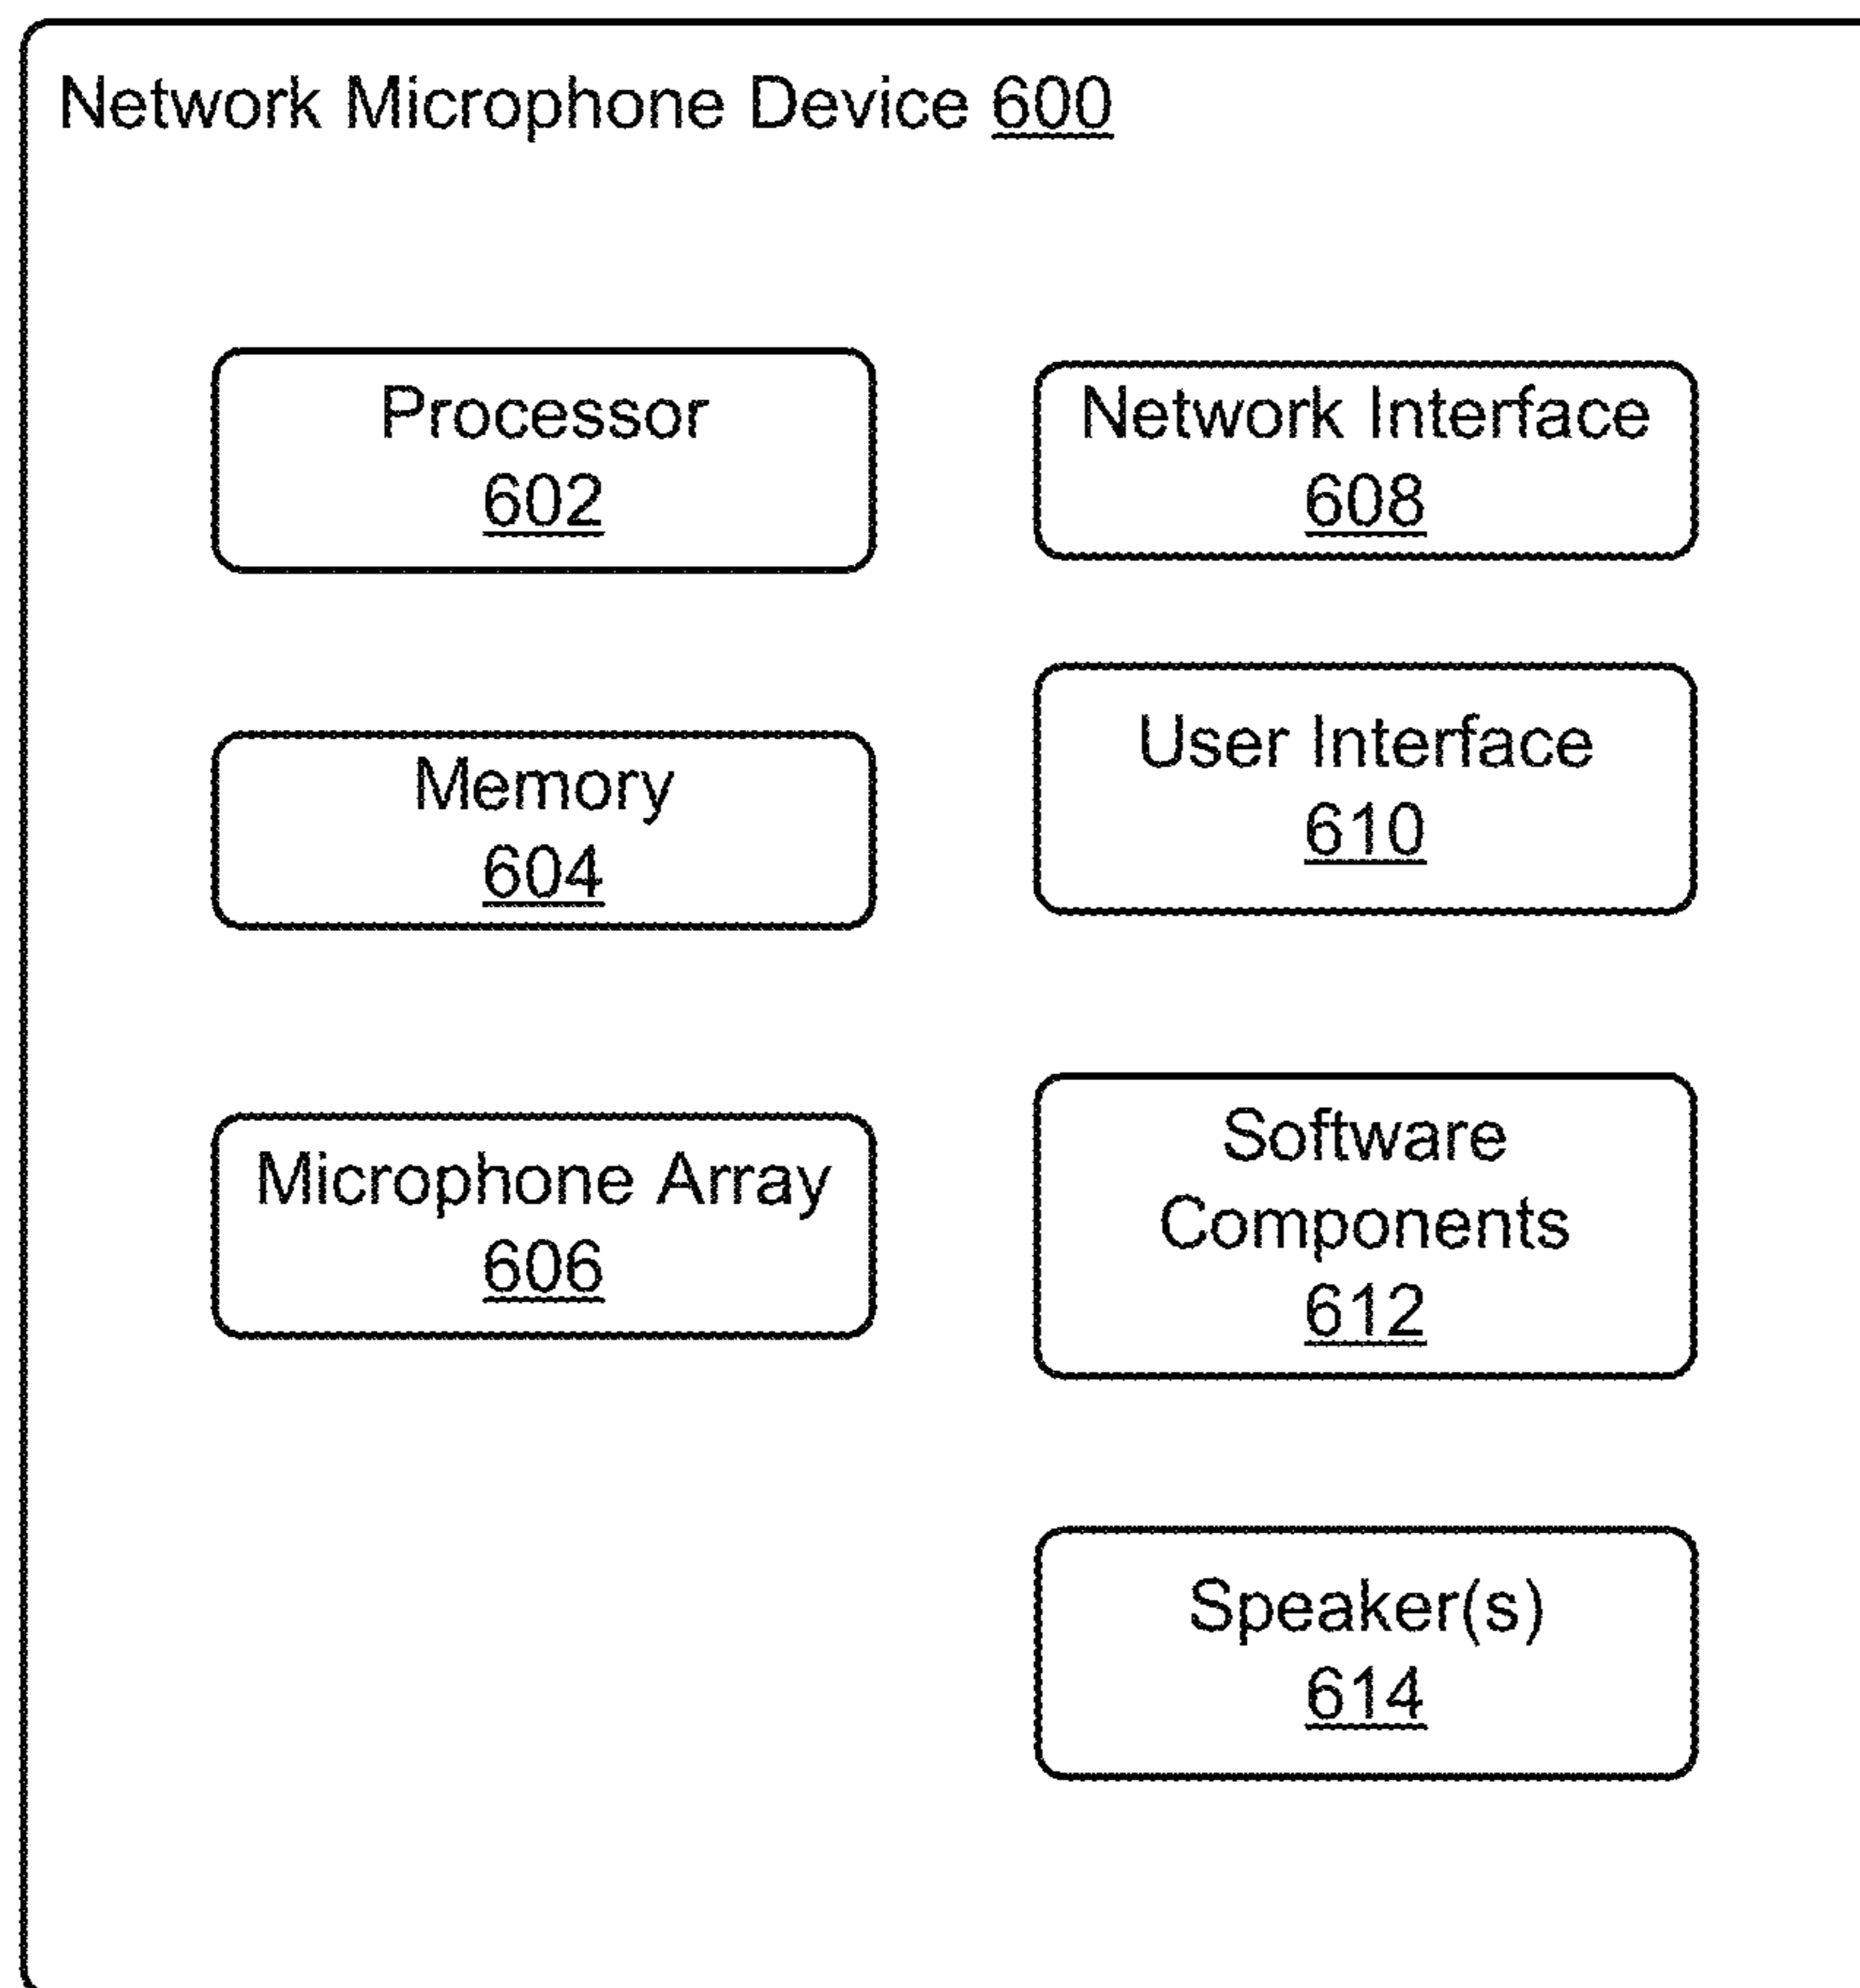 Network Microphone Device 600
Processor
602
Memory
604
Microphone Array
606
Network Interface
608
User Interface
610
Software
Components
612
Speaker(s)
614